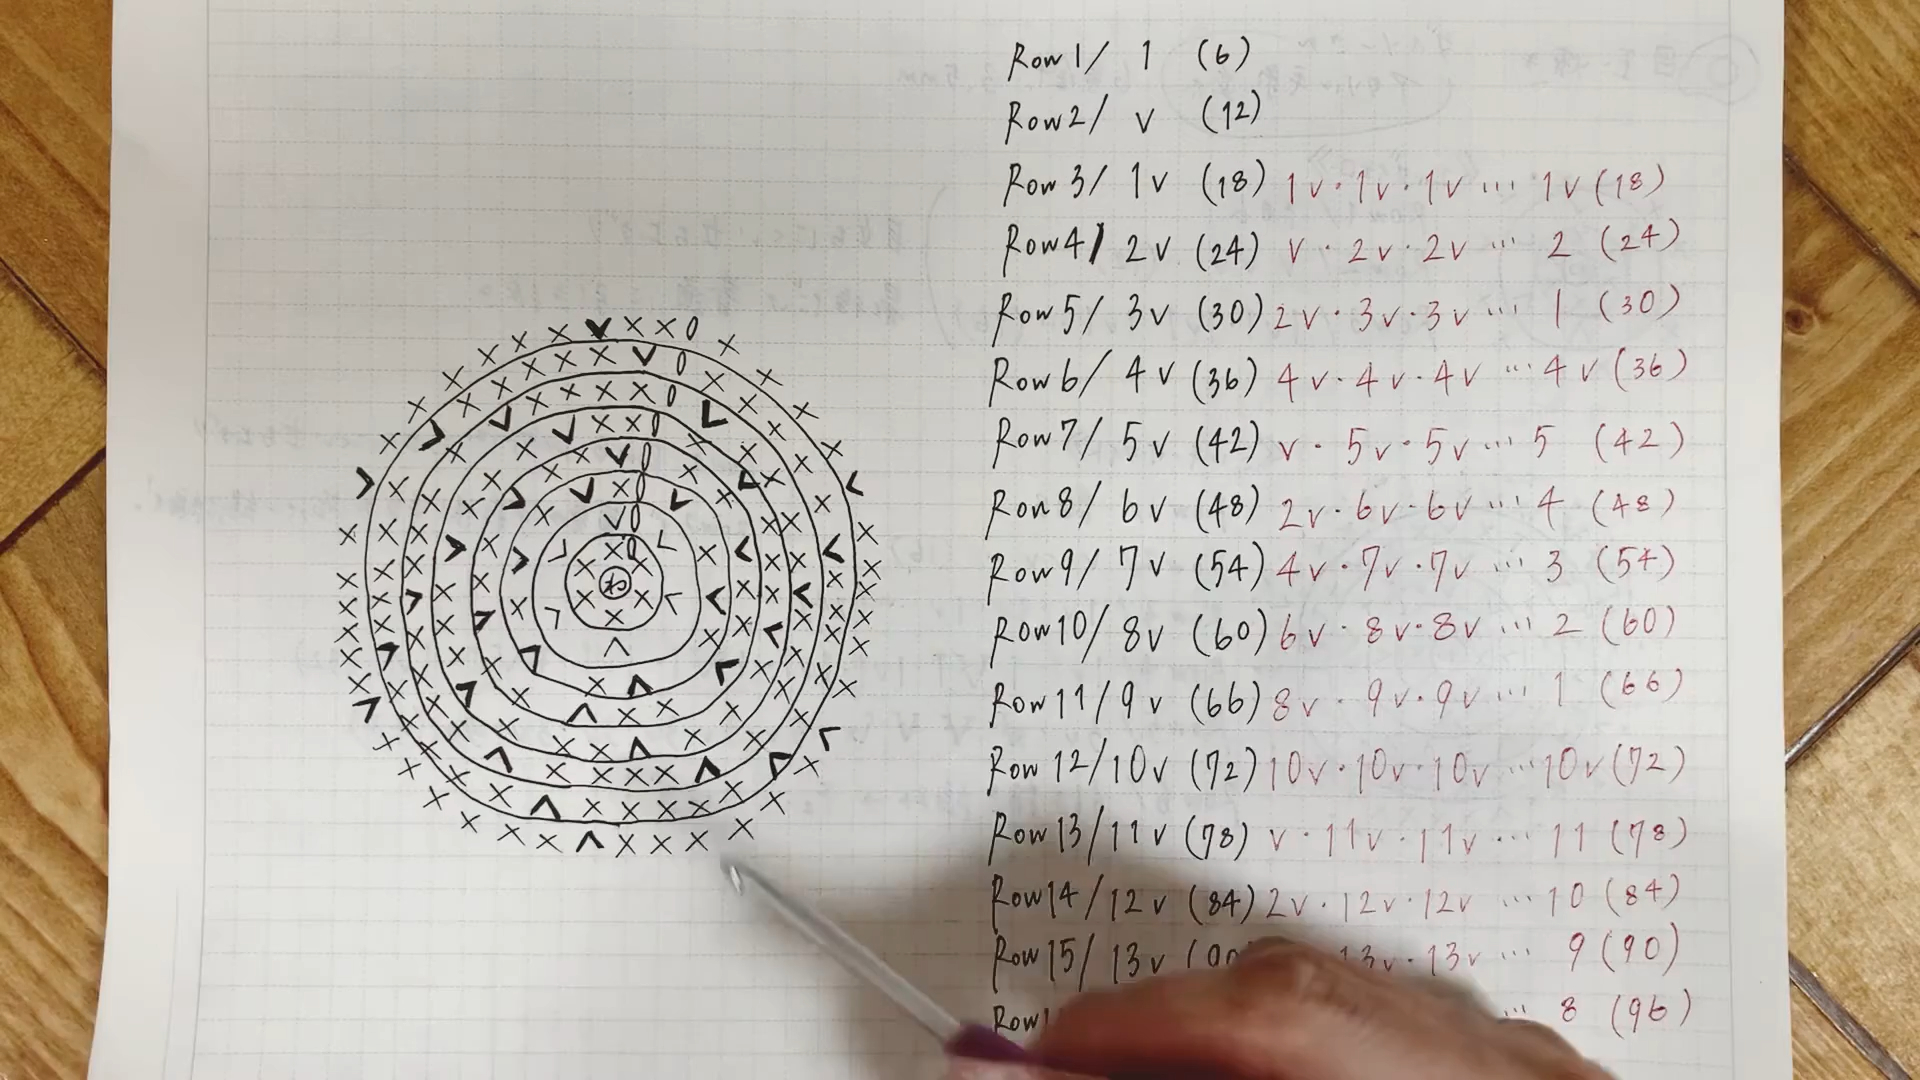 Row1/ 1 (6)
Row2/ v (12)
Row3/ 1v (18) 1v・1v・1v … 1v (18)
Row4/ 2v (24) v・2v・2v … 2 (24)
Row5/ 3v (30) 2v・3v・3v … 1 (30)
Row6/ 4v (36) 4v・4v・4v … 4v (36)
Row7/ 5v (42) v・5v・5v … 5 (42)
Row8/ 6v (48) 2v・6v・6v … 4 (48)
Row9/ 7v (54) 4v・7v・7v … 3 (54)
Row10/ 8v (60) 6v・8v・8v … 2 (60)
Row11/ 9v (66) 8v・9v・9v … 1 (66)
Row12/ 10v (72) 10v・10v・10v … 10v (72)
Row13/ 11v (78) v・11v・11v … 11 (78)
Row14/ 12v (84) 2v・12v・12v … 10 (84)
Row15/ 13v 13v・13v … 9 (90)
Row1 … 8 (96)
わ